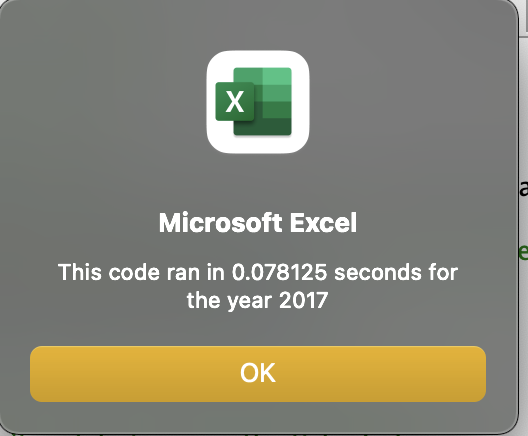 X
Microsoft Excel
This code ran in 0.078125 seconds for
the year 2017
OK